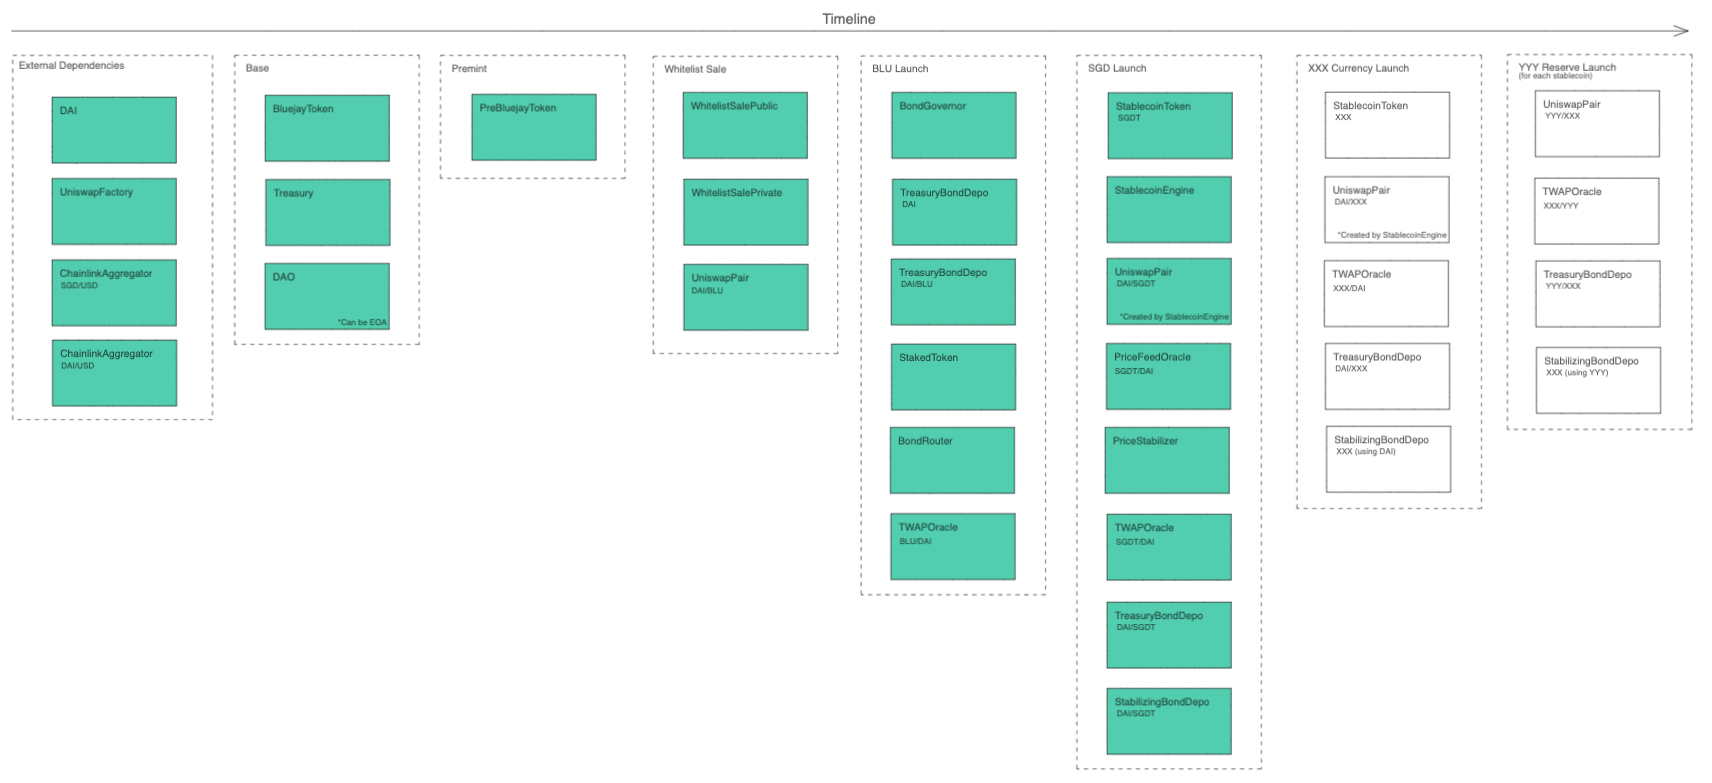 Timeline
External Dependencies
DAI
UniswapFactory
ChainlinkAggregator
SGD/USD
ChainlinkAggregator
DAI/USD
Base
BluejayToken
Treasury
DAO
*Can be EOA
Premint
PreBluejayToken
Whitelist Sale
WhitelistSalePublic
WhitelistSalePrivate
UniswapPair
DAI/BLU
BLU Launch
BondGovernor
TreasuryBondDepo
DAI
TreasuryBondDepo
DAI/BLU
StakedToken
BondRouter
TWAPOracle
BLU/DAI
SGD Launch
StablecoinToken
SGDT
StablecoinEngine
UniswapPair
DAI/SGDT
*Created by StablecoinEngine
PriceFeedOracle
SGDT/DAI
PriceStabilizer
TWAPOracle
SGDT/DAI
TreasuryBondDepo
DAI/SGDT
StabilizingBondDepo
DAI/SGDT
XXX Currency Launch
StablecoinToken
XXX
UniswapPair
DAI/XXX
*Created by StablecoinEngine
TWAPOracle
XXX/DAI
TreasuryBondDepo
DAI/XXX
StabilizingBondDepo
XXX (using DAI)
YYY Reserve Launch
(for each stablecoin)
UniswapPair
YYY/XXX
TWAPOracle
XXX/YYY
TreasuryBondDepo
YYY/XXX
StabilizingBondDepo
XXX (using YYY)